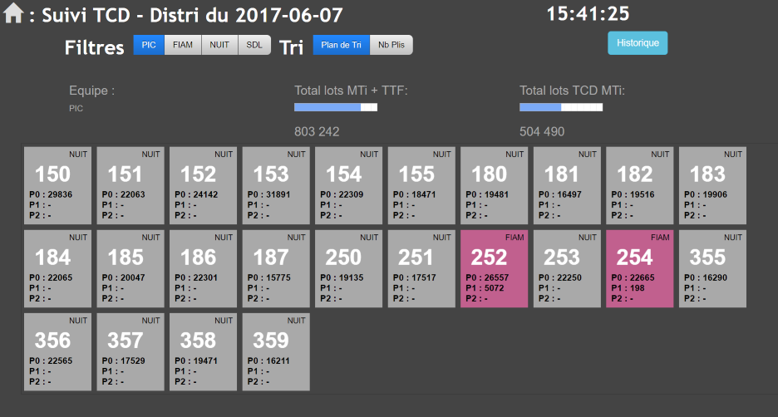 : Suivi TCD - Distri du 2017-06-07
15:41:25
Filtres PIC FIAM NUIT SDL Tri Plan de Tri Nb Plis
Historique
Equipe : Total lots MTi + TTF: Total lots TCD MTi:
PIC
803 242 504 490
NUIT NUIT NUIT NUIT NUIT NUIT NUIT NUIT NUIT NUIT
150 151 152 153 154 155 180 181 182 183
P0 : 29836 P0 : 22063 P0 : 24142 P0 : 31891 P0 : 22309 P0 : 18471 P0 : 19481 P0 : 16497 P0 : 19516 P0 : 19906
P1 : - P1 : - P1 : - P1 : - P1 : - P1 : - P1 : - P1 : - P1 : - P1 : -
P2 : - P2 : - P2 : - P2 : - P2 : - P2 : - P2 : - P2 : - P2 : - P2 : -
NUIT NUIT NUIT NUIT NUIT NUIT FIAM NUIT FIAM NUIT
184 185 186 187 250 251 252 253 254 355
P0 : 22065 P0 : 20047 P0 : 22301 P0 : 15775 P0 : 19135 P0 : 17517 P0 : 26557 P0 : 22250 P0 : 22665 P0 : 16290
P1 : - P1 : - P1 : - P1 : - P1 : - P1 : - P1 : 5072 P1 : - P1 : 198 P1 : -
P2 : - P2 : - P2 : - P2 : - P2 : - P2 : - P2 : - P2 : - P2 : - P2 : -
NUIT NUIT NUIT NUIT
356 357 358 359
P0 : 22565 P0 : 17529 P0 : 19471 P0 : 16211
P1 : - P1 : - P1 : - P1 : -
P2 : - P2 : - P2 : - P2 : -